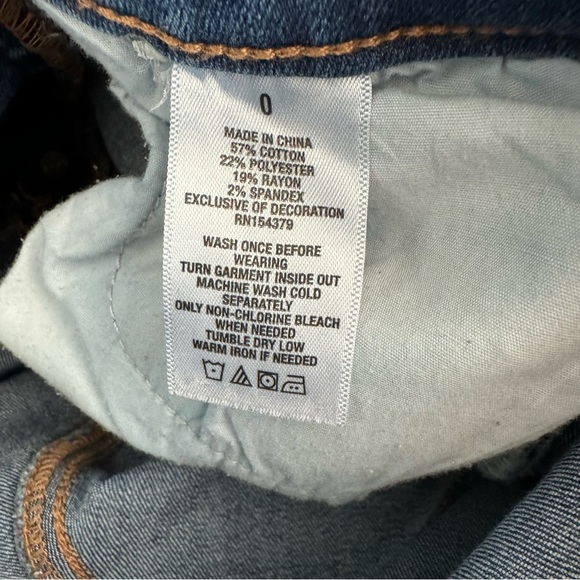 0
MADE IN CHINA
57% COTTON
22% POLYESTER
19% RAYON
2% SPANDEX
EXCLUSIVE OF DECORATION
RN154379
WASH ONCE BEFORE
WEARING
TURN GARMENT INSIDE OUT
MACHINE WASH COLD
SEPARATELY
ONLY NON-CHLORINE BLEACH
WHEN NEEDED
TUMBLE DRY LOW
WARM IRON IF NEEDED